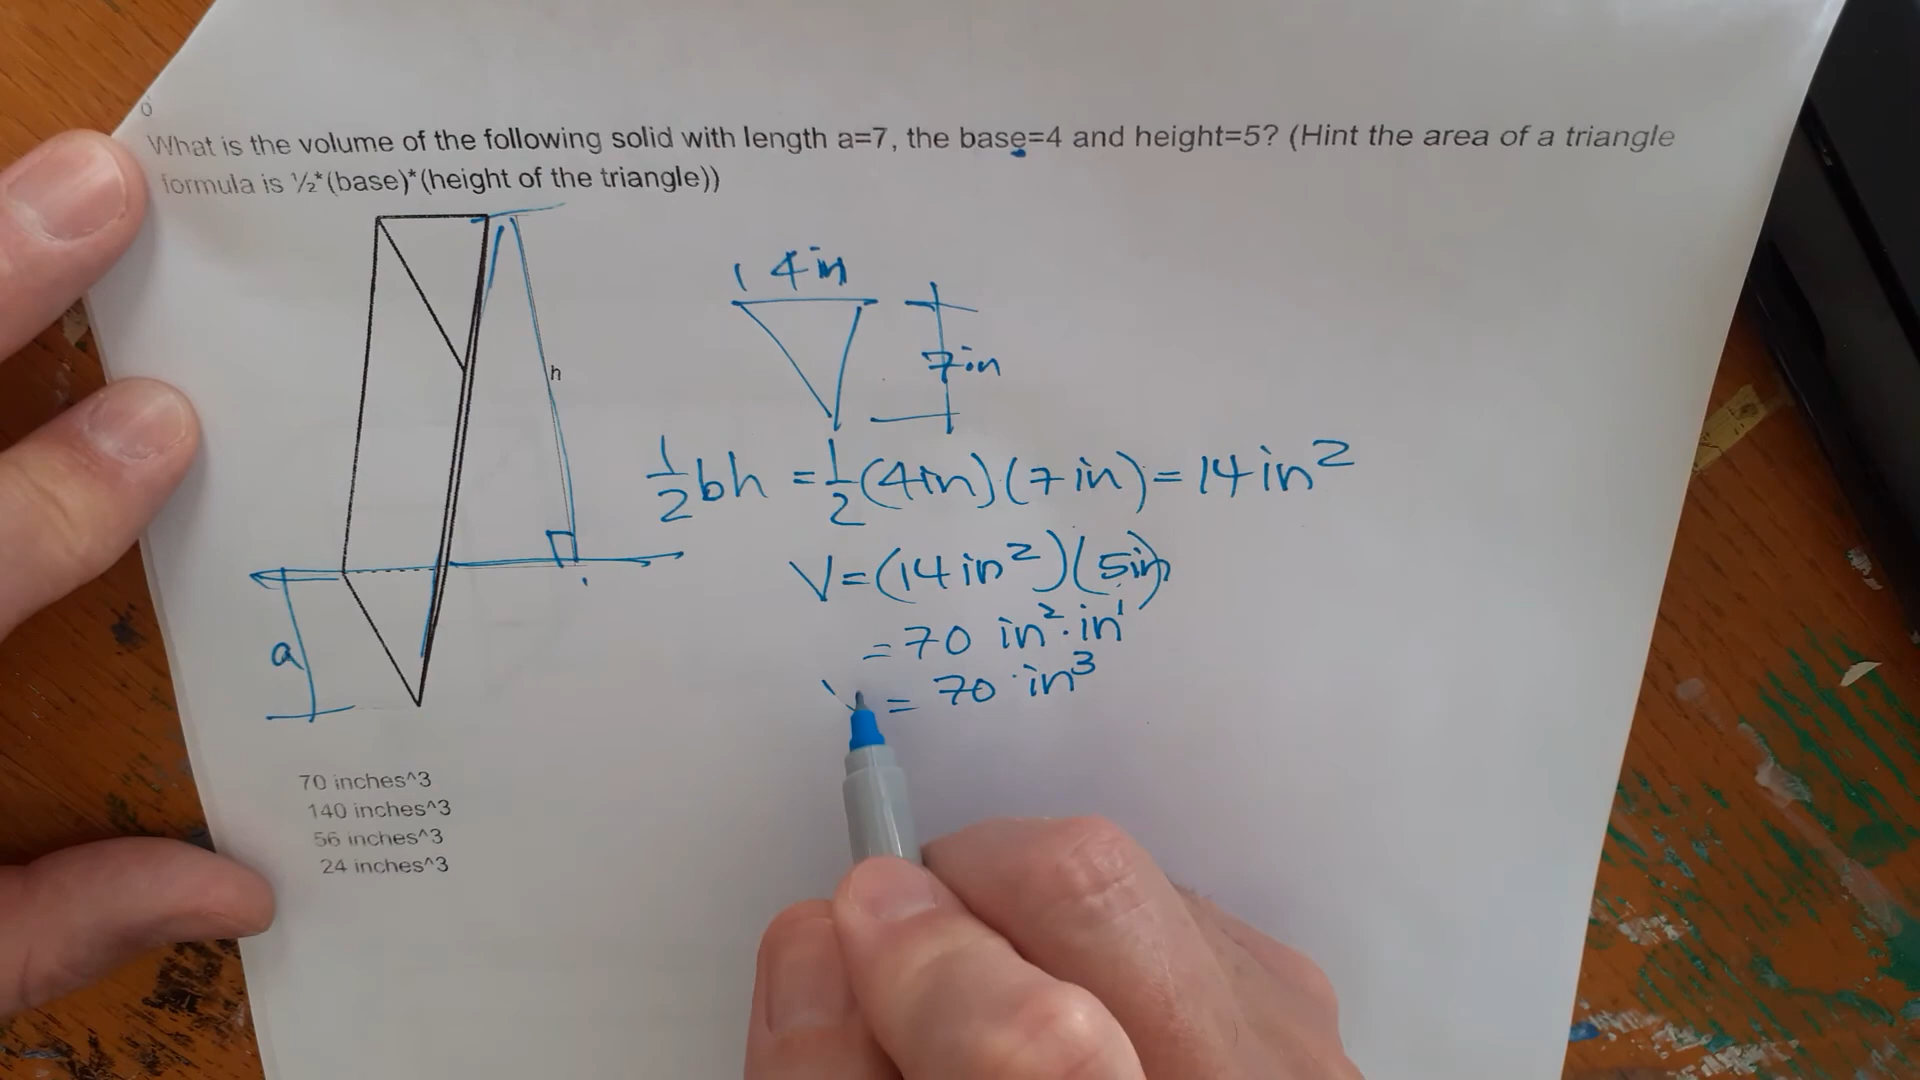 What is the volume of the following solid with length a=7, the base=4 and height=5? (Hint the area of a triangle
formula is ½*(base)*(height of the triangle))
h
a
4in
7in
1/2 bh = 1/2 (4in)(7in) = 14in²
V=(14in²)(5in)
= 70 in²·in¹
= 70 in³
70 inches^3
140 inches^3
56 inches^3
24 inches^3